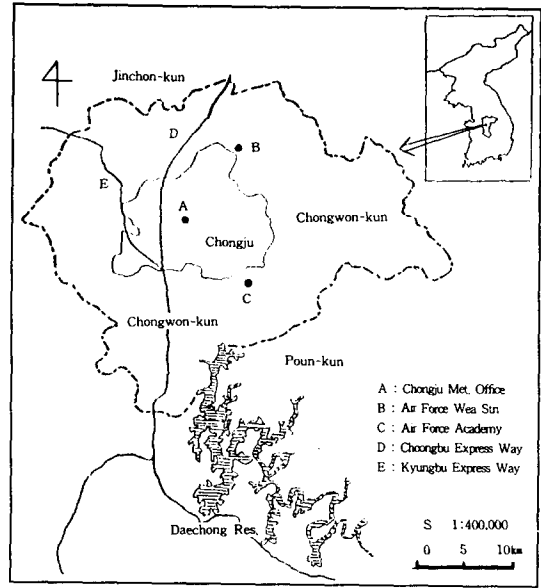 Jinchon-kun
D
B
E
A
Chongju
Chongwon-kun
C
Chongwon-kun
Poun-kun
A : Chongju Met. Office
B : Air Force Wea Stn
C : Air Force Academy
D : Choongbu Express Way
E : Kyungbu Express Way
Daechong Res.
S 1:400,000
0 5 10km